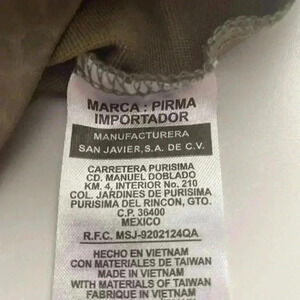 MARCA : PIRMA
IMPORTADOR
MANUFACTURERA
SAN JAVIER, S.A. DE C.V.
CARRETERA PURISIMA
CD. MANUEL DOBLADO
KM. 4, INTERIOR No. 210
COL. JARDINES DE PURISIMA
PURISIMA DEL RINCON, GTO.
C.P. 36400
MEXICO
R.F.C. MSJ-9202124QA
HECHO EN VIETNAM
CON MATERIALES DE TAIWAN
MADE IN VIETNAM
WITH MATERIALS OF TAIWAN
FABRIQUE EN VIETNAM